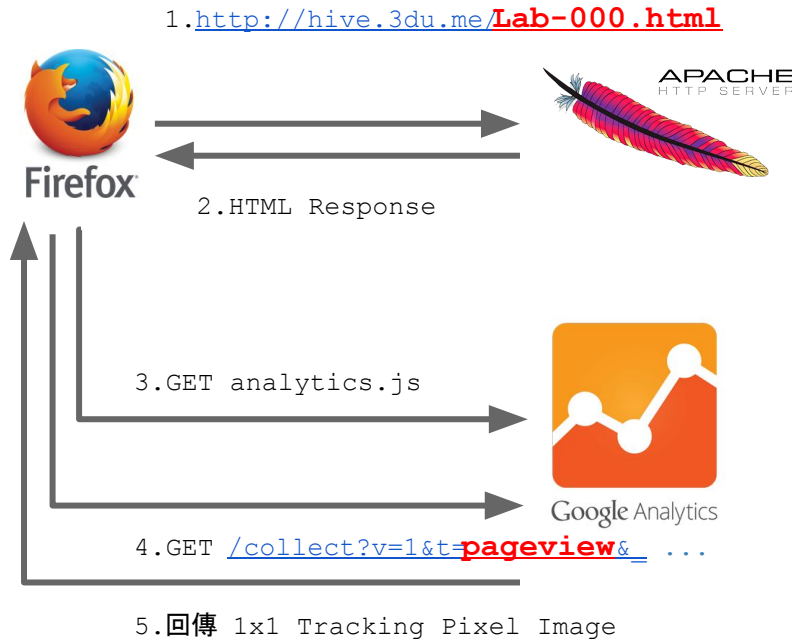 1.http://hive.3du.me/Lab-000.html
APACHE
HTTP SERVER
Firefox
2.HTML Response
3.GET analytics.js
Google Analytics
4.GET /collect?v=1&t=pageview&_ ...
5.回傳 1x1 Tracking Pixel Image